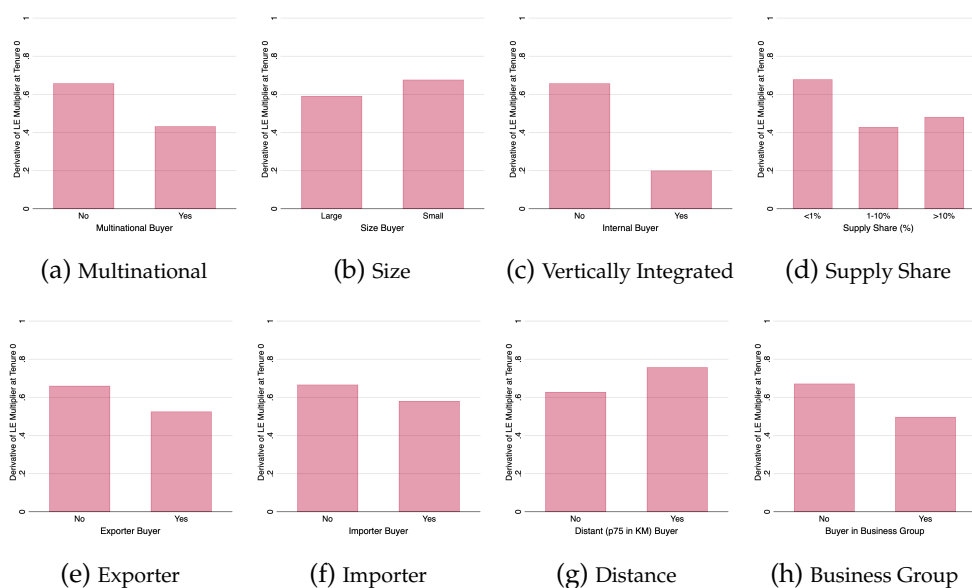 Derivative of LE Multiplier at Tenure 0
0 .2 .4 .6 .8 1
No Yes
Multinational Buyer
(a) Multinational
Derivative of LE Multiplier at Tenure 0
0 .2 .4 .6 .8 1
Large Small
Size Buyer
(b) Size
Derivative of LE Multiplier at Tenure 0
0 .2 .4 .6 .8 1
No Yes
Internal Buyer
(c) Vertically Integrated
Derivative of LE Multiplier at Tenure 0
0 .2 .4 .6 .8 1
<1% 1-10% >10%
Supply Share (%)
(d) Supply Share
Derivative of LE Multiplier at Tenure 0
0 .2 .4 .6 .8 1
No Yes
Exporter Buyer
(e) Exporter
Derivative of LE Multiplier at Tenure 0
0 .2 .4 .6 .8 1
No Yes
Importer Buyer
(f) Importer
Derivative of LE Multiplier at Tenure 0
0 .2 .4 .6 .8 1
No Yes
Distant (p75 in KM) Buyer
(g) Distance
Derivative of LE Multiplier at Tenure 0
0 .2 .4 .6 .8 1
No Yes
Buyer in Business Group
(h) Business Group